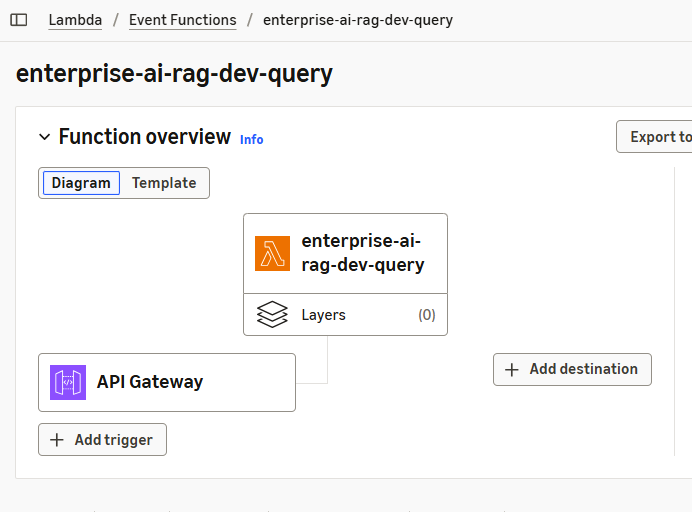 Lambda / Event Functions / enterprise-ai-rag-dev-query
enterprise-ai-rag-dev-query
Function overview Info
Export to
Diagram Template
enterprise-ai-
rag-dev-query
Layers (0)
API Gateway
+ Add destination
+ Add trigger